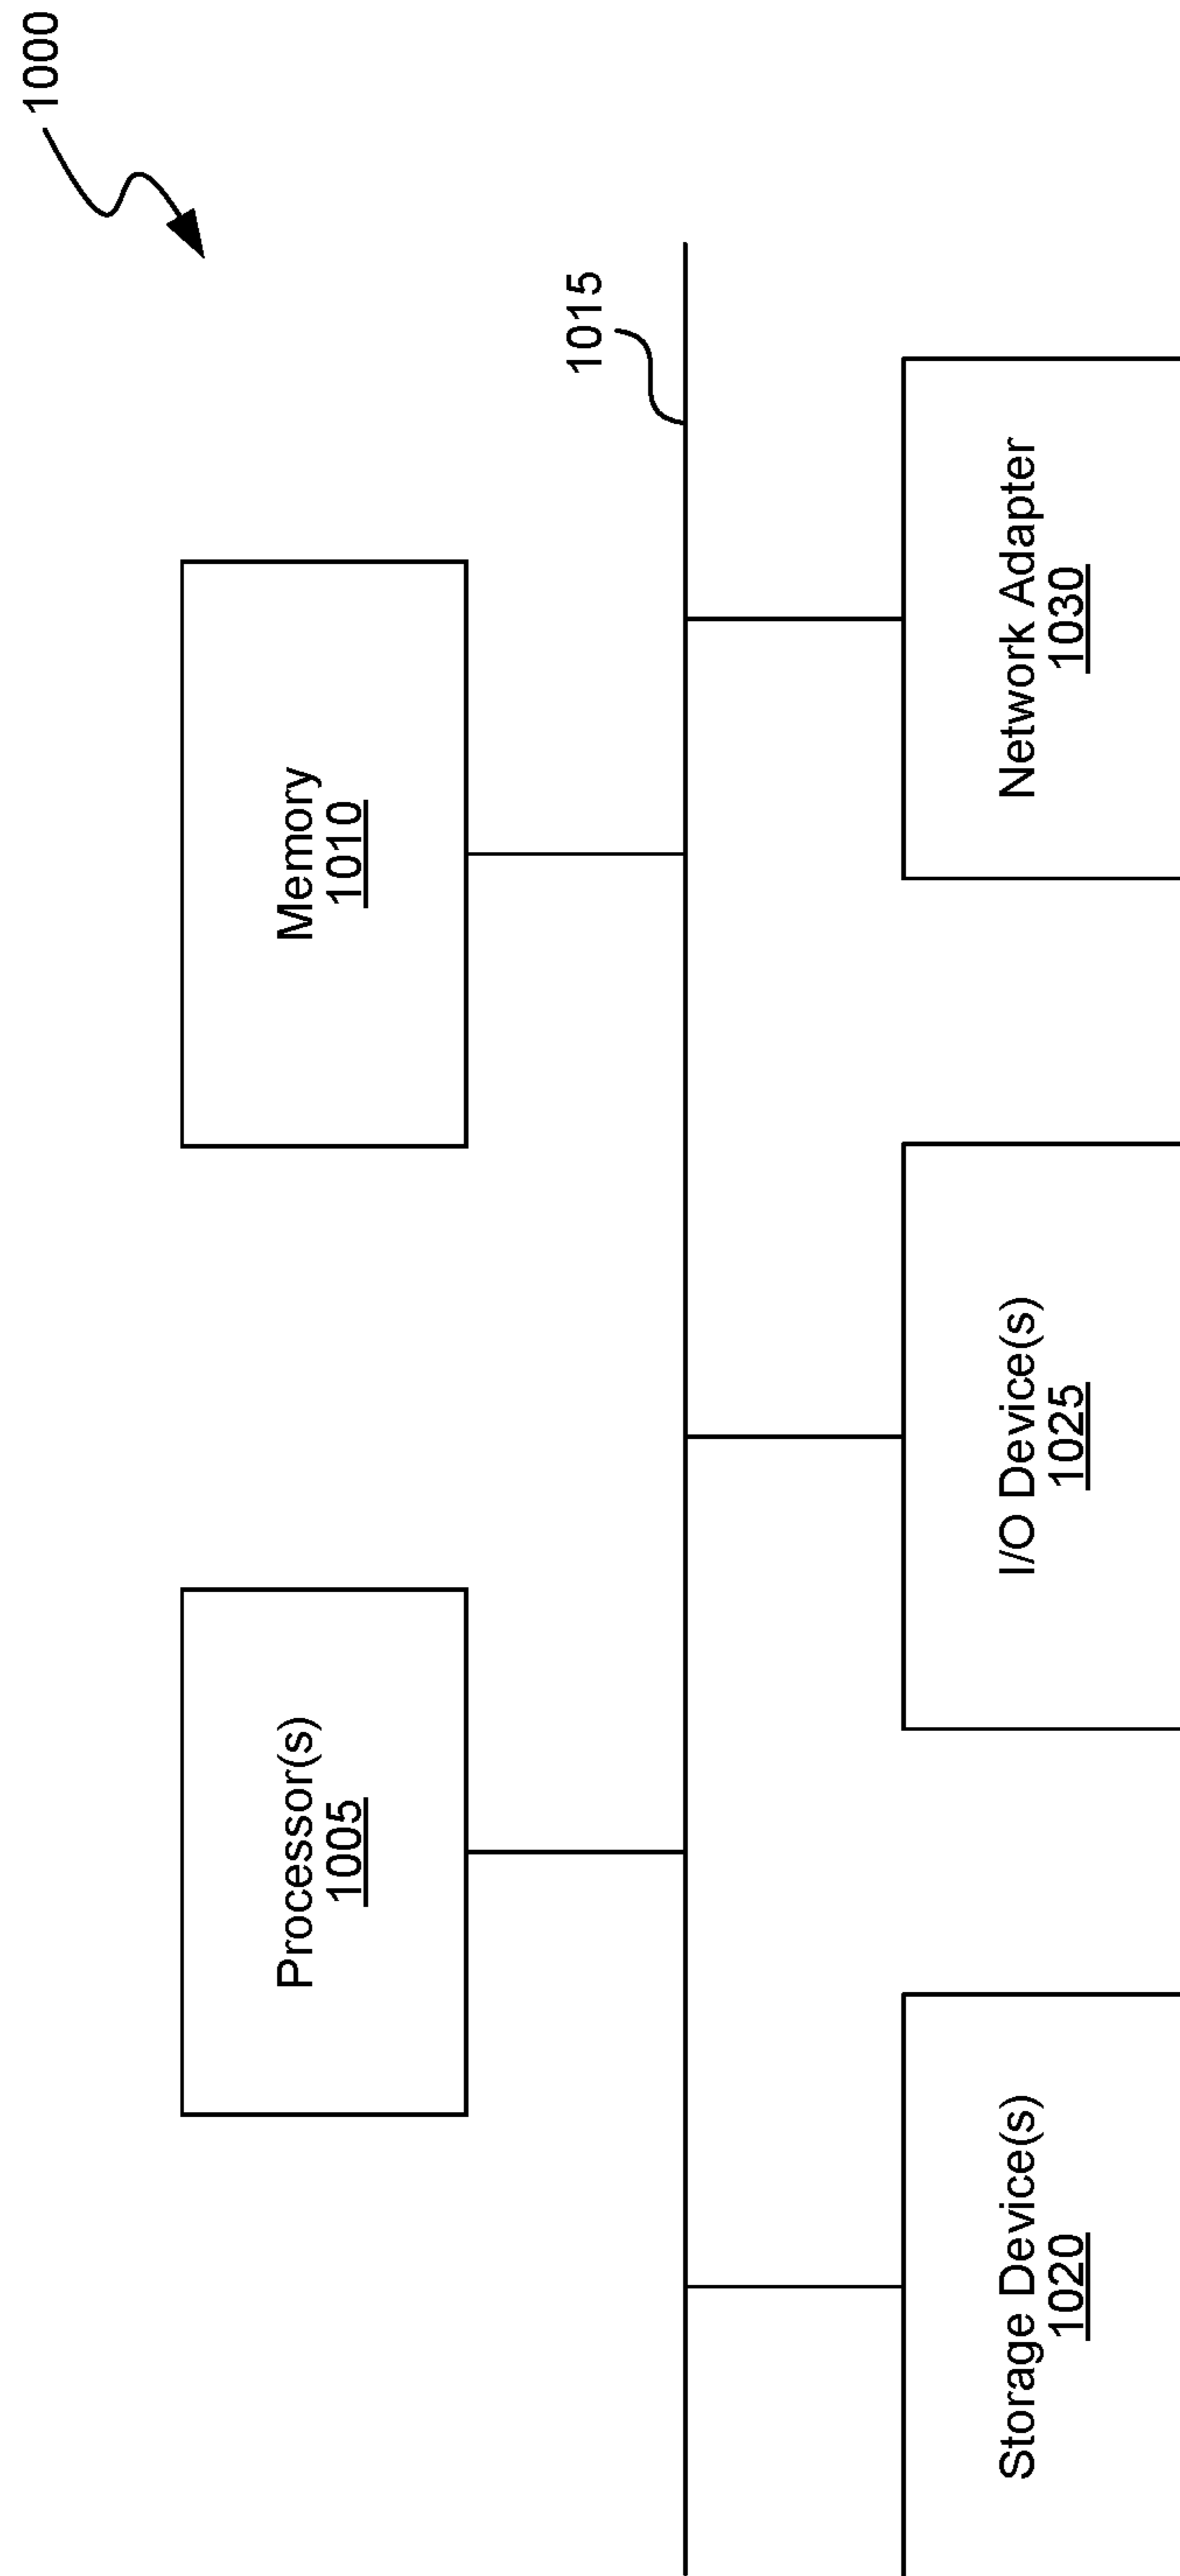 1000
Processor(s)
1005
Memory
1010
1015
Storage Device(s)
1020
I/O Device(s)
1025
Network Adapter
1030